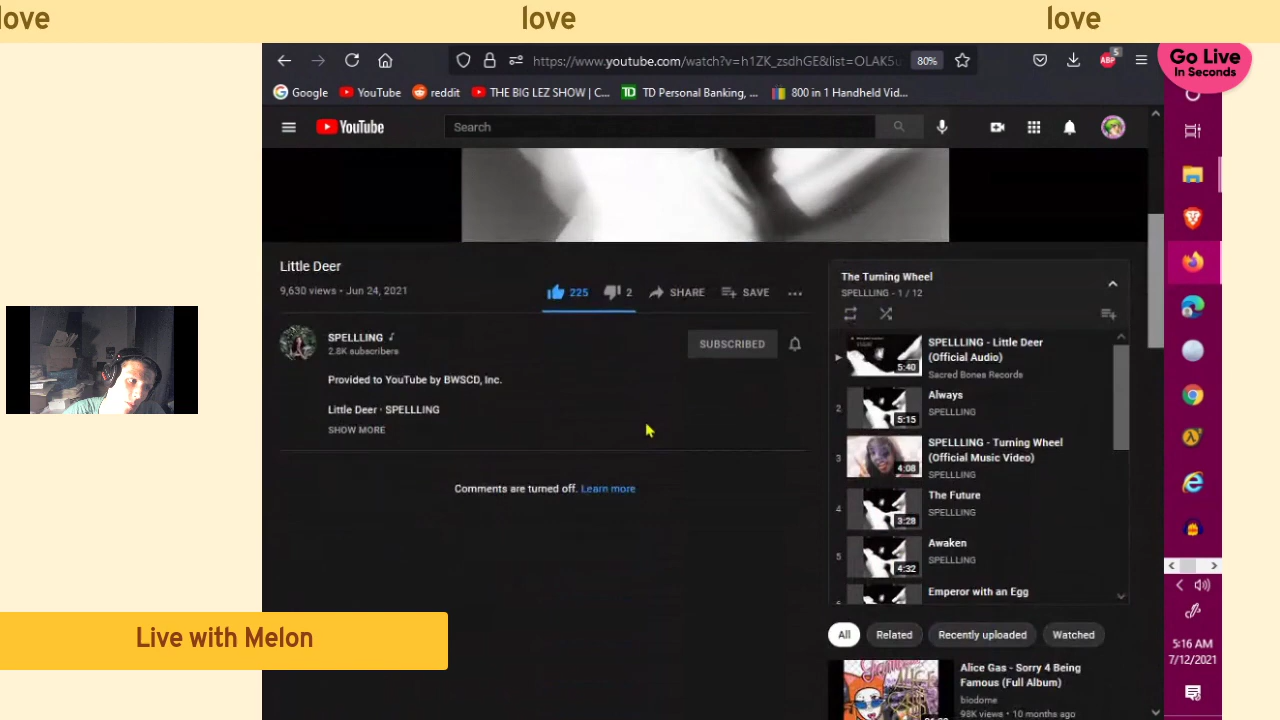 love
love
love
Go Live
In Seconds
https://www.youtube.com/watch?v=h1ZK_zsdhGE&list=OLAK5u
80%
ABP
5
Google
YouTube
reddit
THE BIG LEZ SHOW | C...
TD Personal Banking, ...
800 in 1 Handheld Vid...
YouTube
Search
Little Deer
9,630 views • Jun 24, 2021
225
2
SHARE
SAVE
SPELLLING
2.8K subscribers
SUBSCRIBED
Provided to YouTube by BWSCD, Inc.
Little Deer · SPELLLING
SHOW MORE
Comments are turned off. Learn more
The Turning Wheel
SPELLLING - 1 / 12
SPELLLING - Little Deer
(Official Audio)
Sacred Bones Records
5:40
2
Always
SPELLLING
5:15
3
SPELLLING - Turning Wheel
(Official Music Video)
SPELLLING
4:08
4
The Future
SPELLLING
3:28
5
Awaken
SPELLLING
4:32
Emperor with an Egg
All
Related
Recently uploaded
Watched
Alice Gas - Sorry 4 Being
Famous (Full Album)
biodome
98K views • 10 months ago
Live with Melon
5:16 AM
7/12/2021